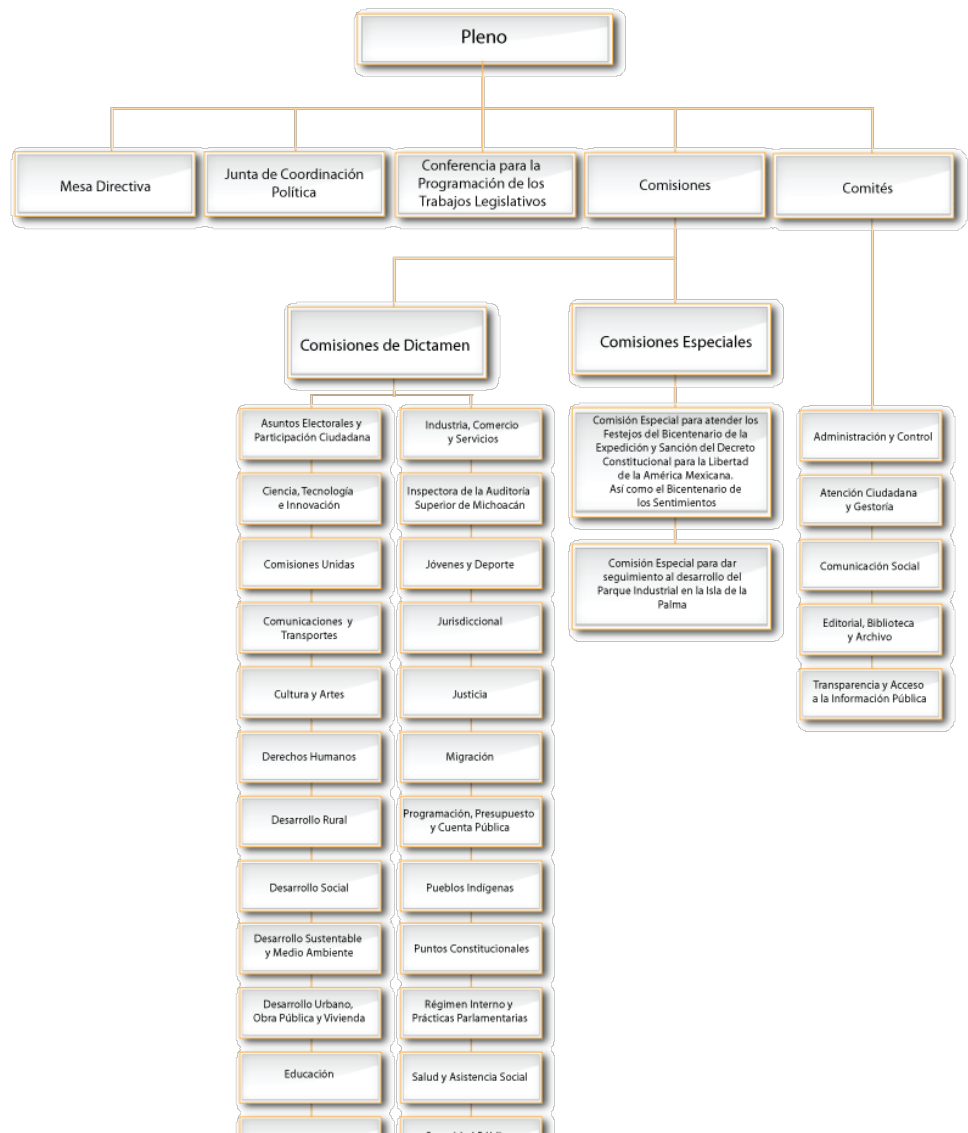 Pleno
Mesa Directiva
Junta de Coordinación
Política
Conferencia para la
Programación de los
Trabajos Legislativos
Comisiones
Comités
Comisiones de Dictamen
Comisiones Especiales
Asuntos Electorales y
Participación Ciudadana
Ciencia, Tecnología
e Innovación
Comisiones Unidas
Comunicaciones y
Transportes
Cultura y Artes
Derechos Humanos
Desarrollo Rural
Desarrollo Social
Desarrollo Sustentable
y Medio Ambiente
Desarrollo Urbano,
Obra Pública y Vivienda
Educación
Industria, Comercio
y Servicios
Inspectora de la Auditoría
Superior de Michoacán
Jóvenes y Deporte
Jurisdiccional
Justicia
Migración
Programación, Presupuesto
y Cuenta Pública
Pueblos Indígenas
Puntos Constitucionales
Régimen Interno y
Prácticas Parlamentarias
Salud y Asistencia Social
Comisión Especial para atender los
Festejos del Bicentenario de la
Expedición y Sanción del Decreto
Constitucional para la Libertad
de la América Mexicana.
Así como el Bicentenario de
los Sentimientos
Comisión Especial para dar
seguimiento al desarrollo del
Parque Industrial en la Isla de la
Palma
Administración y Control
Atención Ciudadana
y Gestoría
Comunicación Social
Editorial, Biblioteca
y Archivo
Transparencia y Acceso
a la Información Pública